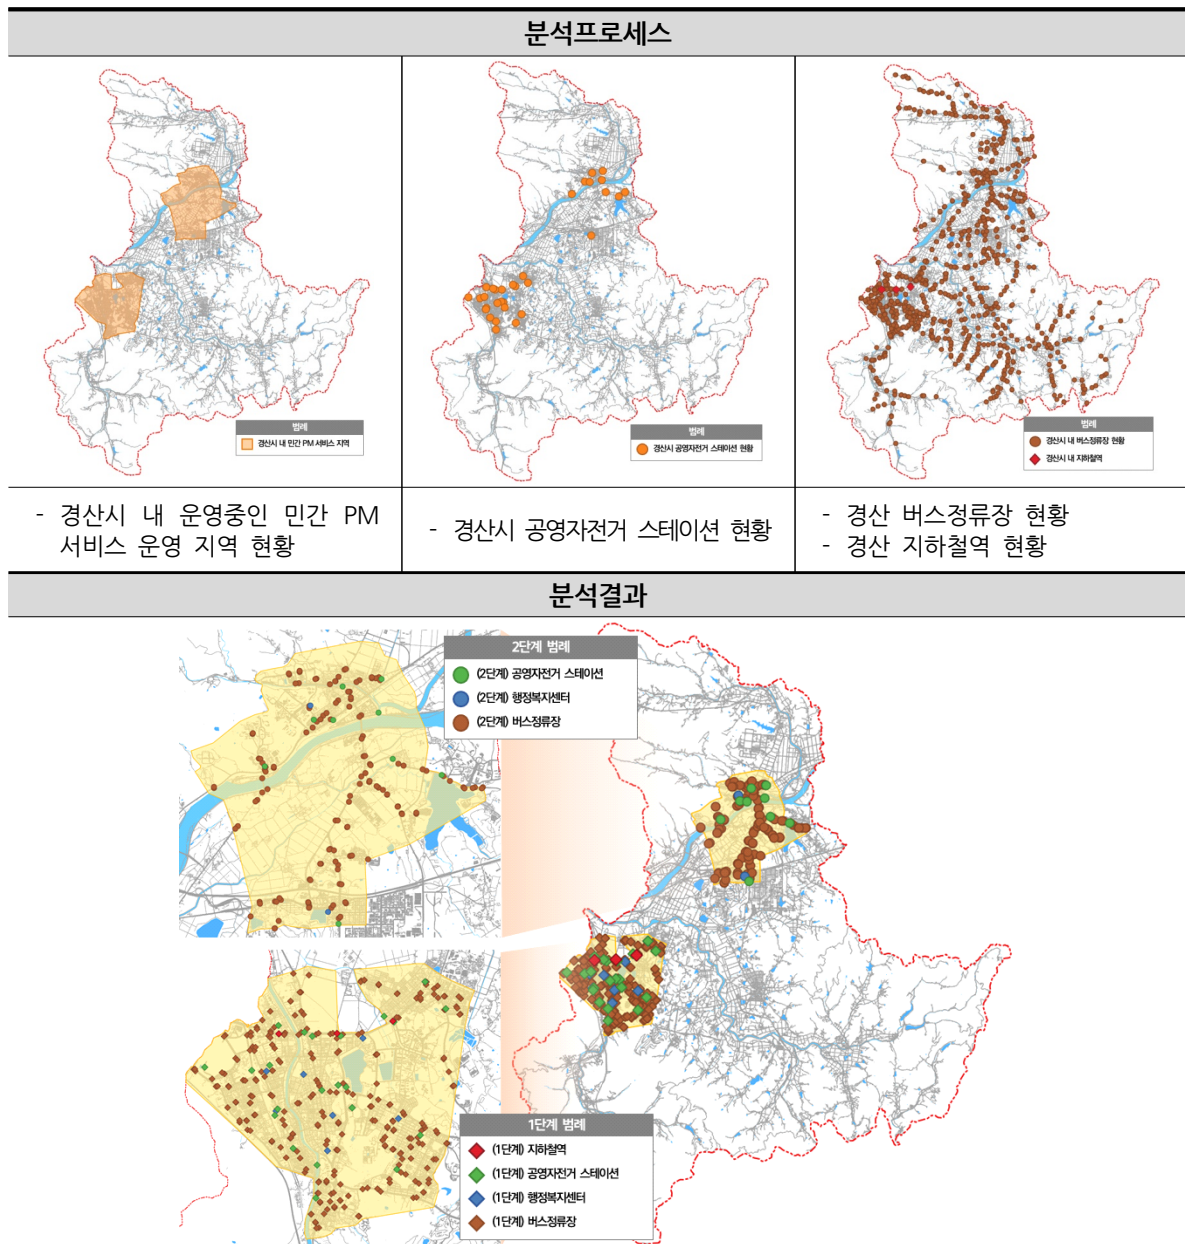 분석프로세스
범례
경산시 내 민간 PM 서비스 지역
범례
경산시 공영자전거 스테이션 현황
범례
경산시 내 버스정류장 현황
경산시 내 지하철역
- 경산시 내 운영중인 민간 PM
서비스 운영 지역 현황
- 경산시 공영자전거 스테이션 현황
- 경산 버스정류장 현황
- 경산 지하철역 현황
분석결과
2단계 범례
(2단계) 공영자전거 스테이션
(2단계) 행정복지센터
(2단계) 버스정류장
1단계 범례
(1단계) 지하철역
(1단계) 공영자전거 스테이션
(1단계) 행정복지센터
(1단계) 버스정류장